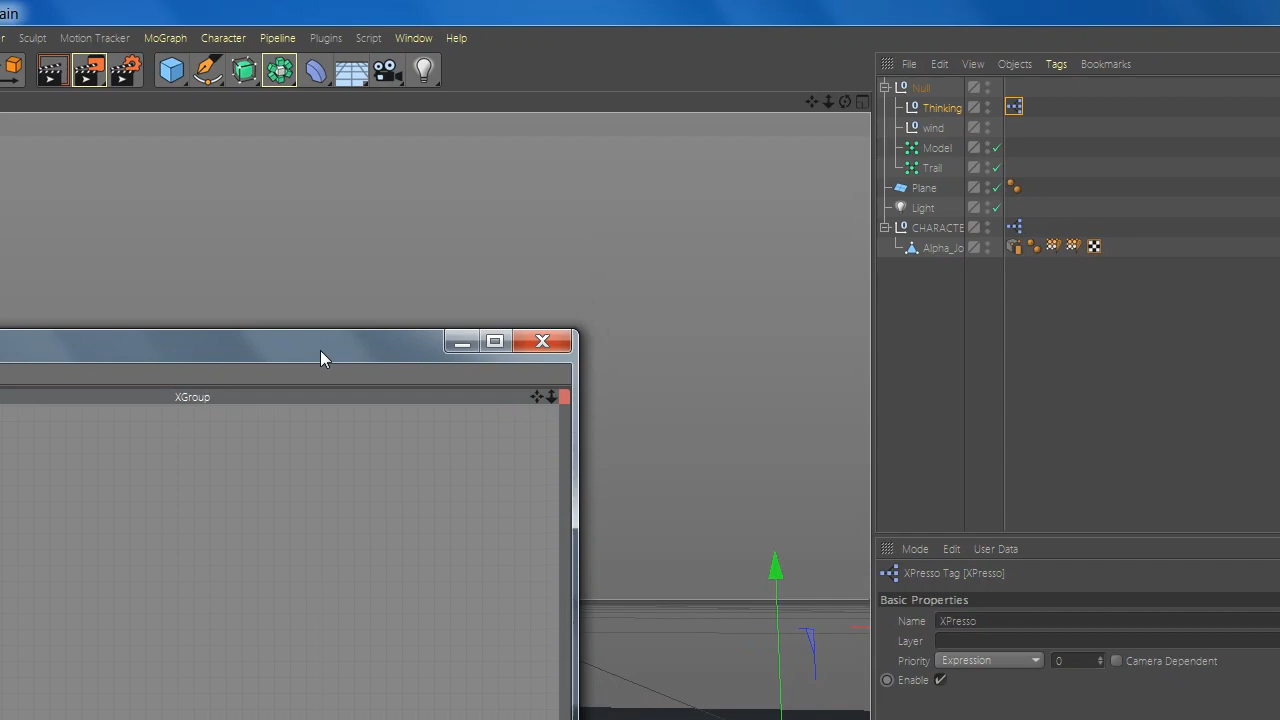 ain
r Sculpt Motion Tracker MoGraph Character Pipeline Plugins Script Window Help
File Edit View Objects Tags Bookmarks
Null
Thinking
wind
Model
Trail
Plane
Light
CHARACTE
Alpha_Jo
XGroup
Mode Edit User Data
XPresso Tag [XPresso]
Basic Properties
Name XPresso
Layer
Priority Expression 0 Camera Dependent
Enable